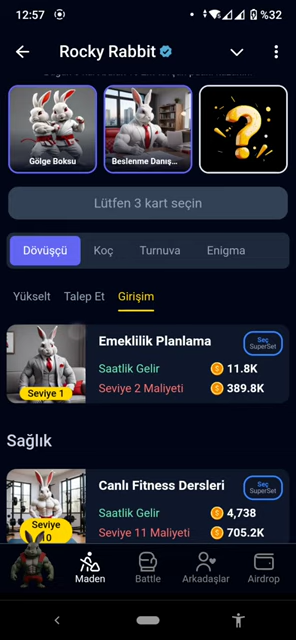 12:57
%32
Rocky Rabbit
Gölge Boksu
Beslenme Danış...
Lütfen 3 kart seçin
Dövüşçü
Koç
Turnuva
Enigma
Yükselt
Talep Et
Girişim
Emeklilik Planlama
Seç
SuperSet
Saatlik Gelir
11.8K
Seviye 2 Maliyeti
389.8K
Seviye 1
Sağlık
Canlı Fitness Dersleri
Seç
SuperSet
Saatlik Gelir
4,738
Seviye 11 Maliyeti
705.2K
Seviye
Maden
Battle
Arkadaşlar
Airdrop